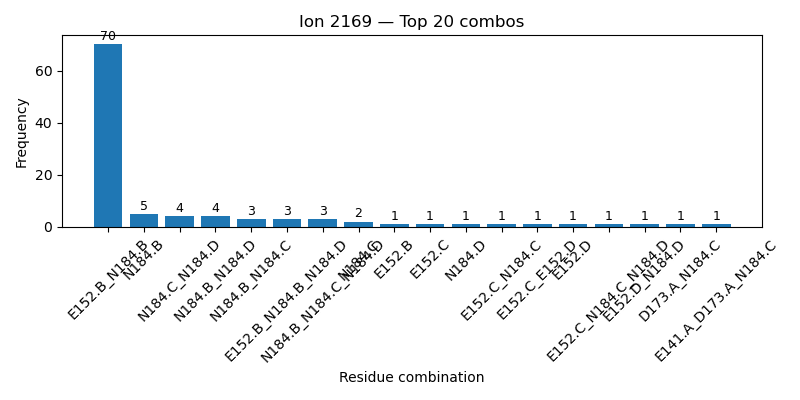 Ion 2169 — Top 20 combos
Frequency
60
40
20
0
70
5
4
4
3
3
3
2
1
1
1
1
1
1
1
1
1
1
E152.B_N184.B
N184.B
N184.C_N184.D
N184.B_N184.D
N184.B_N184.C
E152.B_N184.B_N184.D
N184.B_N184.C_N184.D
N184.C
E152.B
E152.C
N184.D
E152.C_N184.C
E152.C_E152.D
E152.D
E152.C_N184.C_N184.D
E152.D_N184.D
D173.A_N184.C
E141.A_D173.A_N184.C
Residue combination